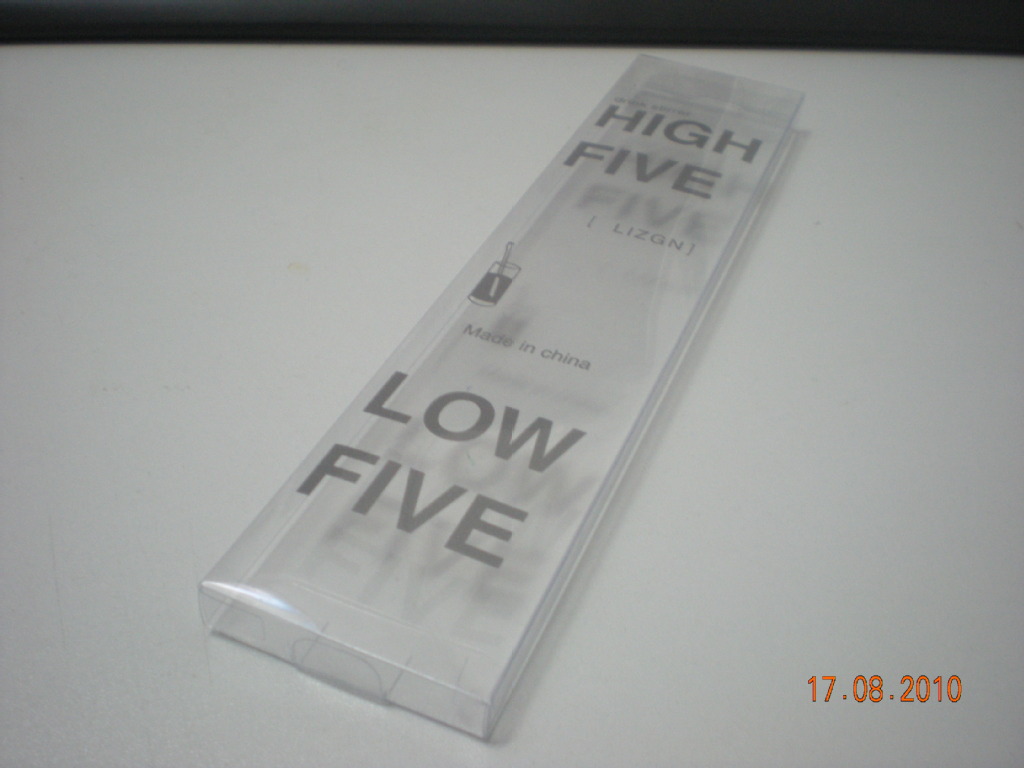 HIGH
FIVE
{ LIZGN}
Made in china
LOW
FIVE
17.08.2010